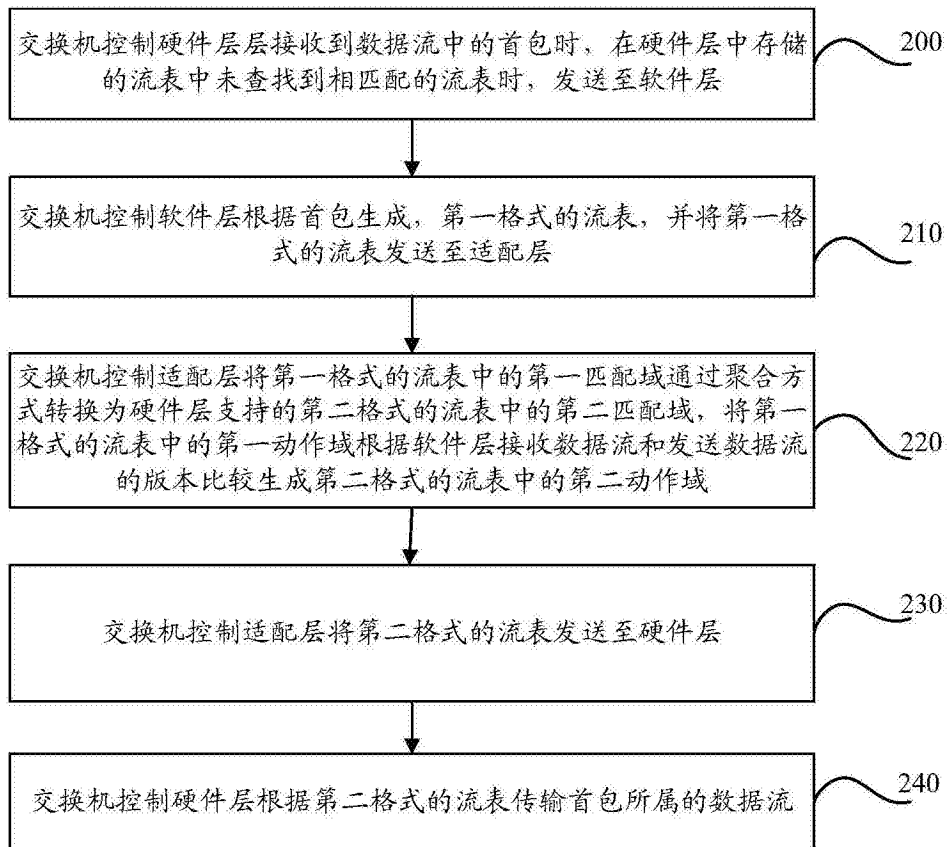 交换机控制硬件层层接收到数据流中的首包时，在硬件层中存储
的流表中未查找到相匹配的流表时，发送至软件层
200
交换机控制软件层根据首包生成，第一格式的流表，并将第一格
式的流表发送至适配层
210
交换机控制适配层将第一格式的流表中的第一匹配域通过聚合方
式转换为硬件层支持的第二格式的流表中的第二匹配域，将第一
格式的流表中的第一动作域根据软件层接收数据流和发送数据流
的版本比较生成第二格式的流表中的第二动作域
220
交换机控制适配层将第二格式的流表发送至硬件层
230
交换机控制硬件层根据第二格式的流表传输首包所属的数据流
240